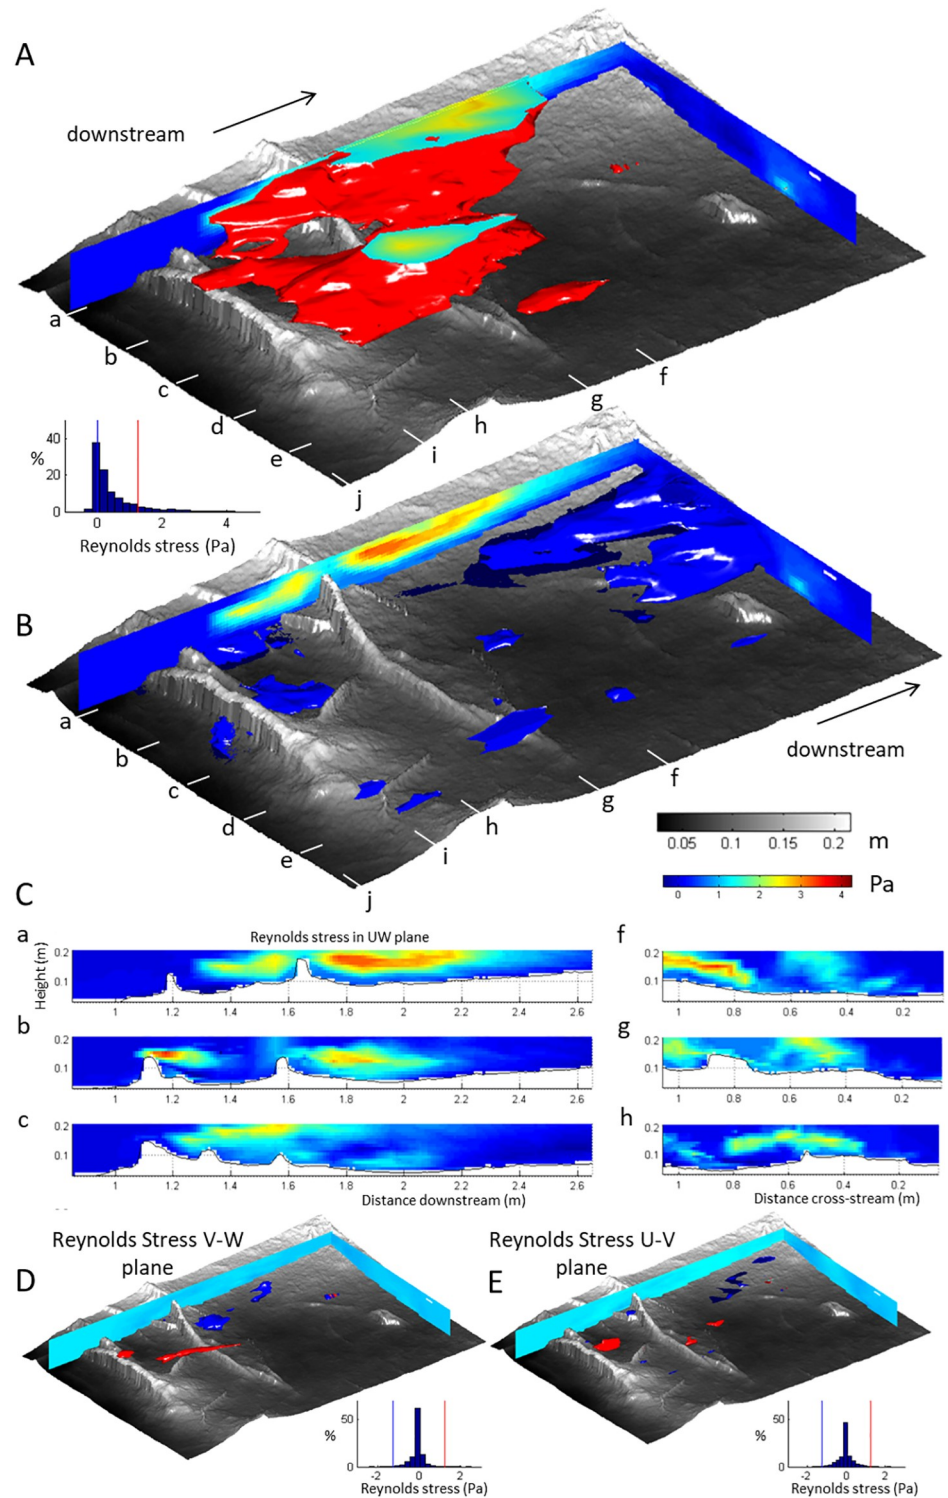 A
downstream
a
b
c
d
e
f
g
h
i
j
40
20
0
%
0 2 4
Reynolds stress (Pa)
B
a
b
c
d
e
f
g
h
i
j
downstream
0.05 0.1 0.15 0.2 m
0 1 2 3 4 Pa
C
a
Reynolds stress in UW plane
f
Height (m)
0.2
0.1
1 1.2 1.4 1.6 1.8 2 2.2 2.4 2.6
0.2
0.1
1 0.8 0.6 0.4 0.2
b
0.2
0.1
1 1.2 1.4 1.6 1.8 2 2.2 2.4 2.6
g
0.2
0.1
1 0.8 0.6 0.4 0.2
c
0.2
0.1
1 1.2 1.4 1.6 1.8 2 2.2 2.4 2.6
Distance downstream (m)
h
0.2
0.1
1 0.8 0.6 0.4 0.2
Distance cross-stream (m)
D
Reynolds Stress V-W
plane
50
0
%
-2 0 2
Reynolds stress (Pa)
E
Reynolds Stress U-V
plane
50
0
%
-2 0 2
Reynolds stress (Pa)